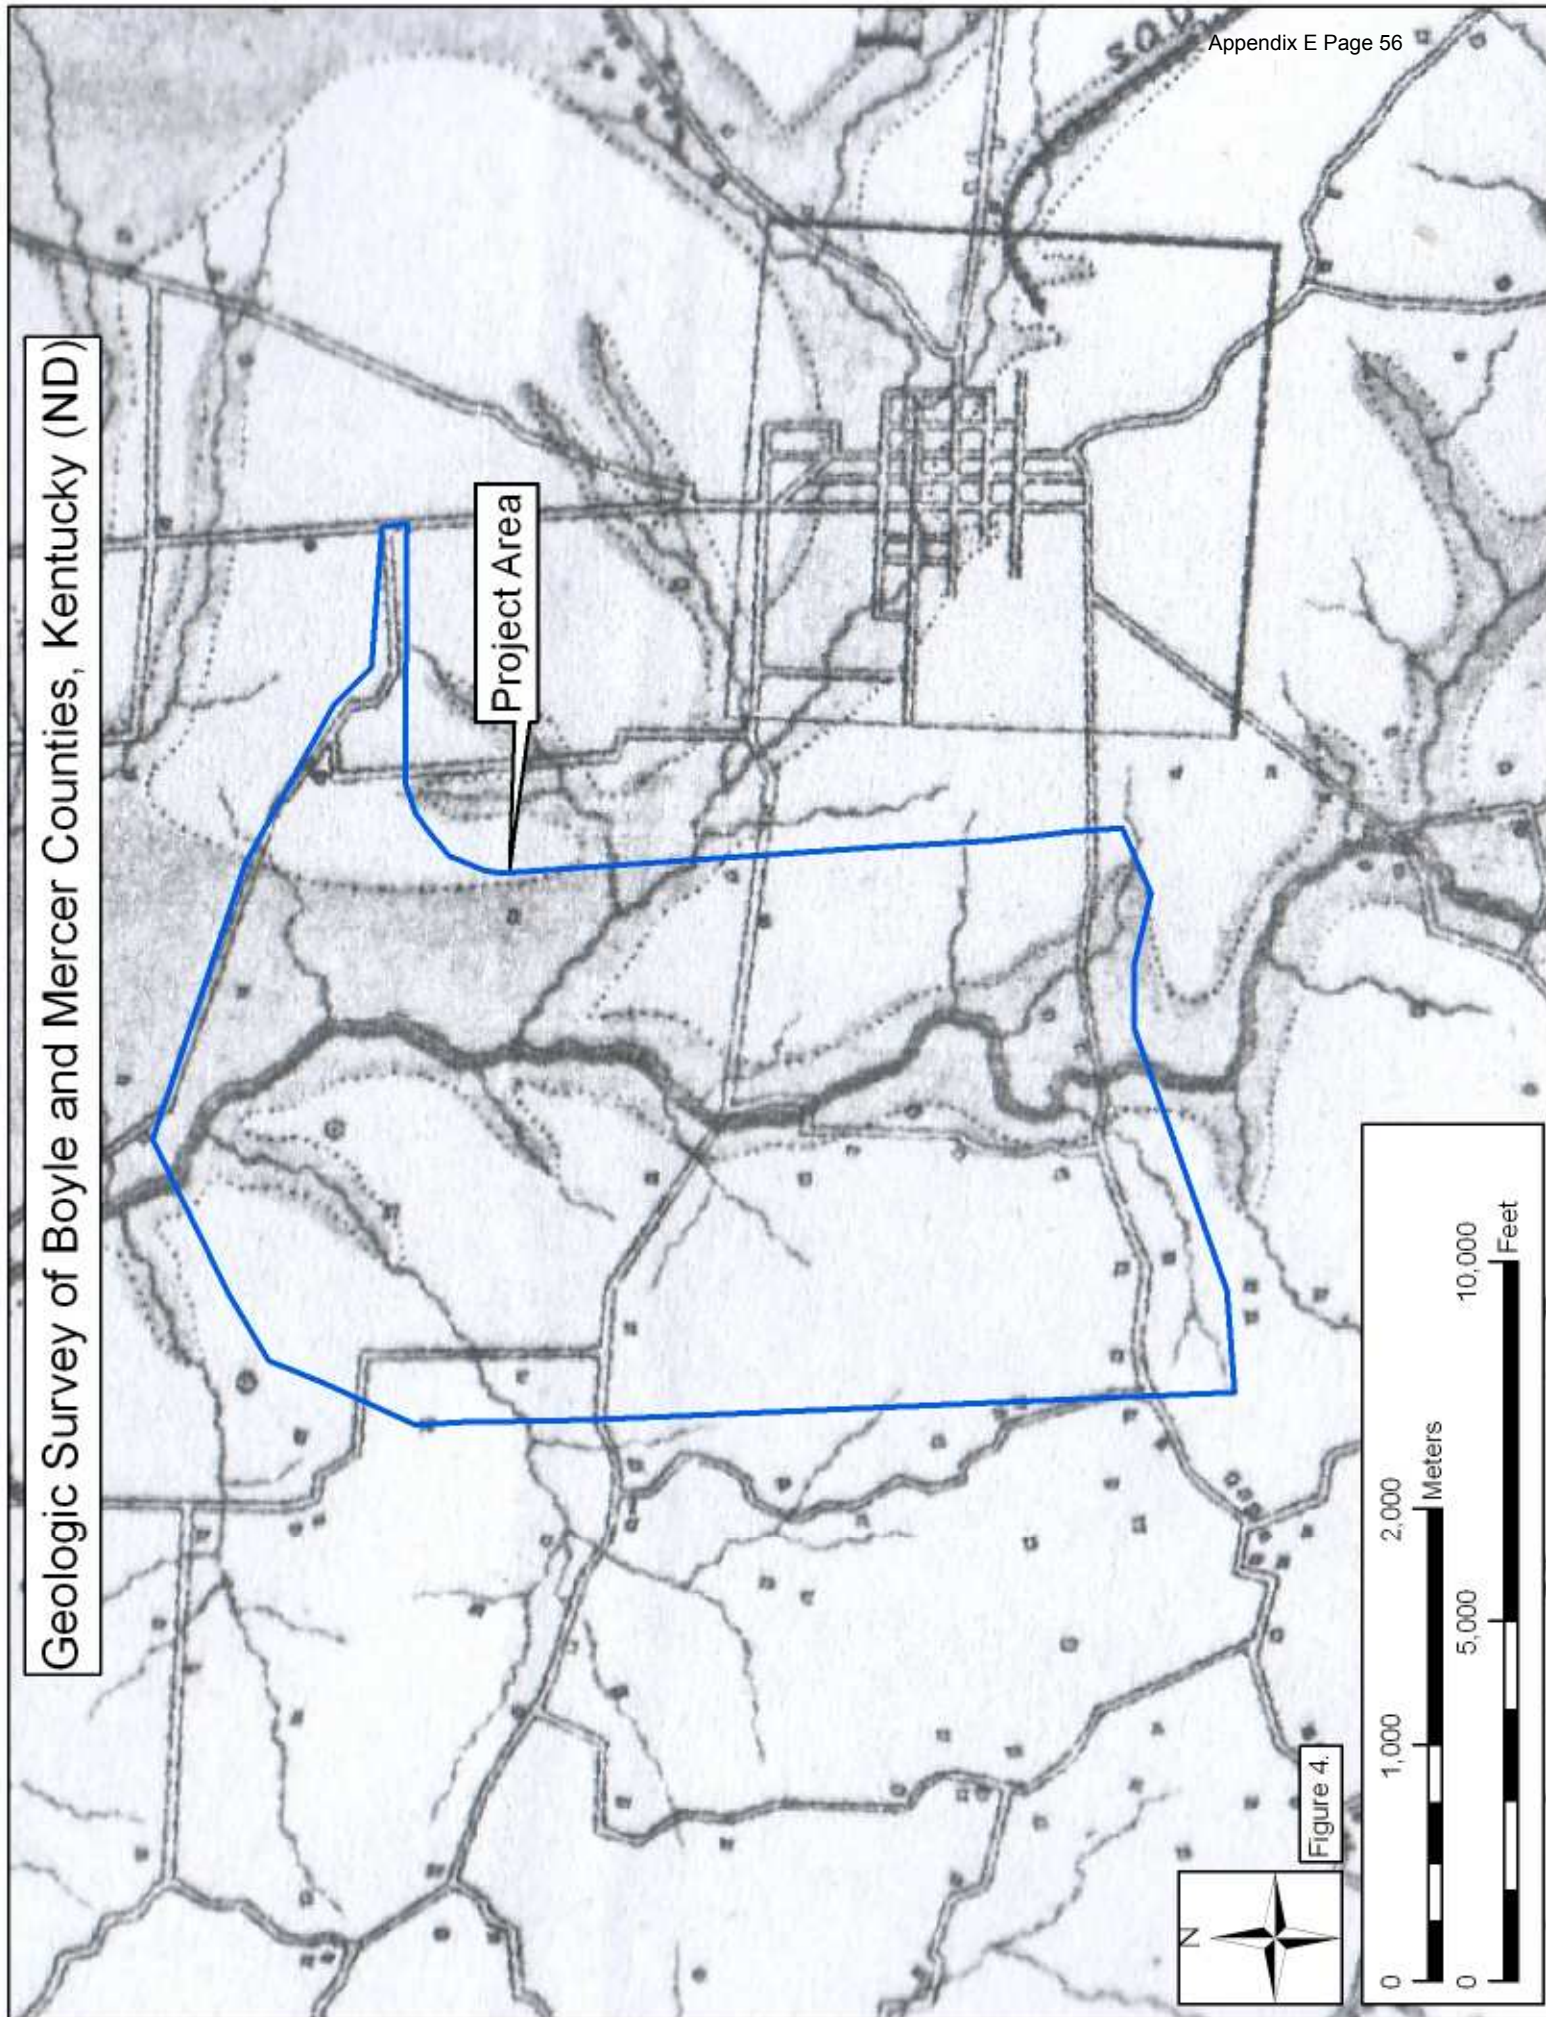 Appendix E Page 56
Geologic Survey of Boyle and Mercer Counties, Kentucky (ND)
Project Area
Figure 4.
N
0 1,000 2,000
Meters
0 5,000 10,000
Feet